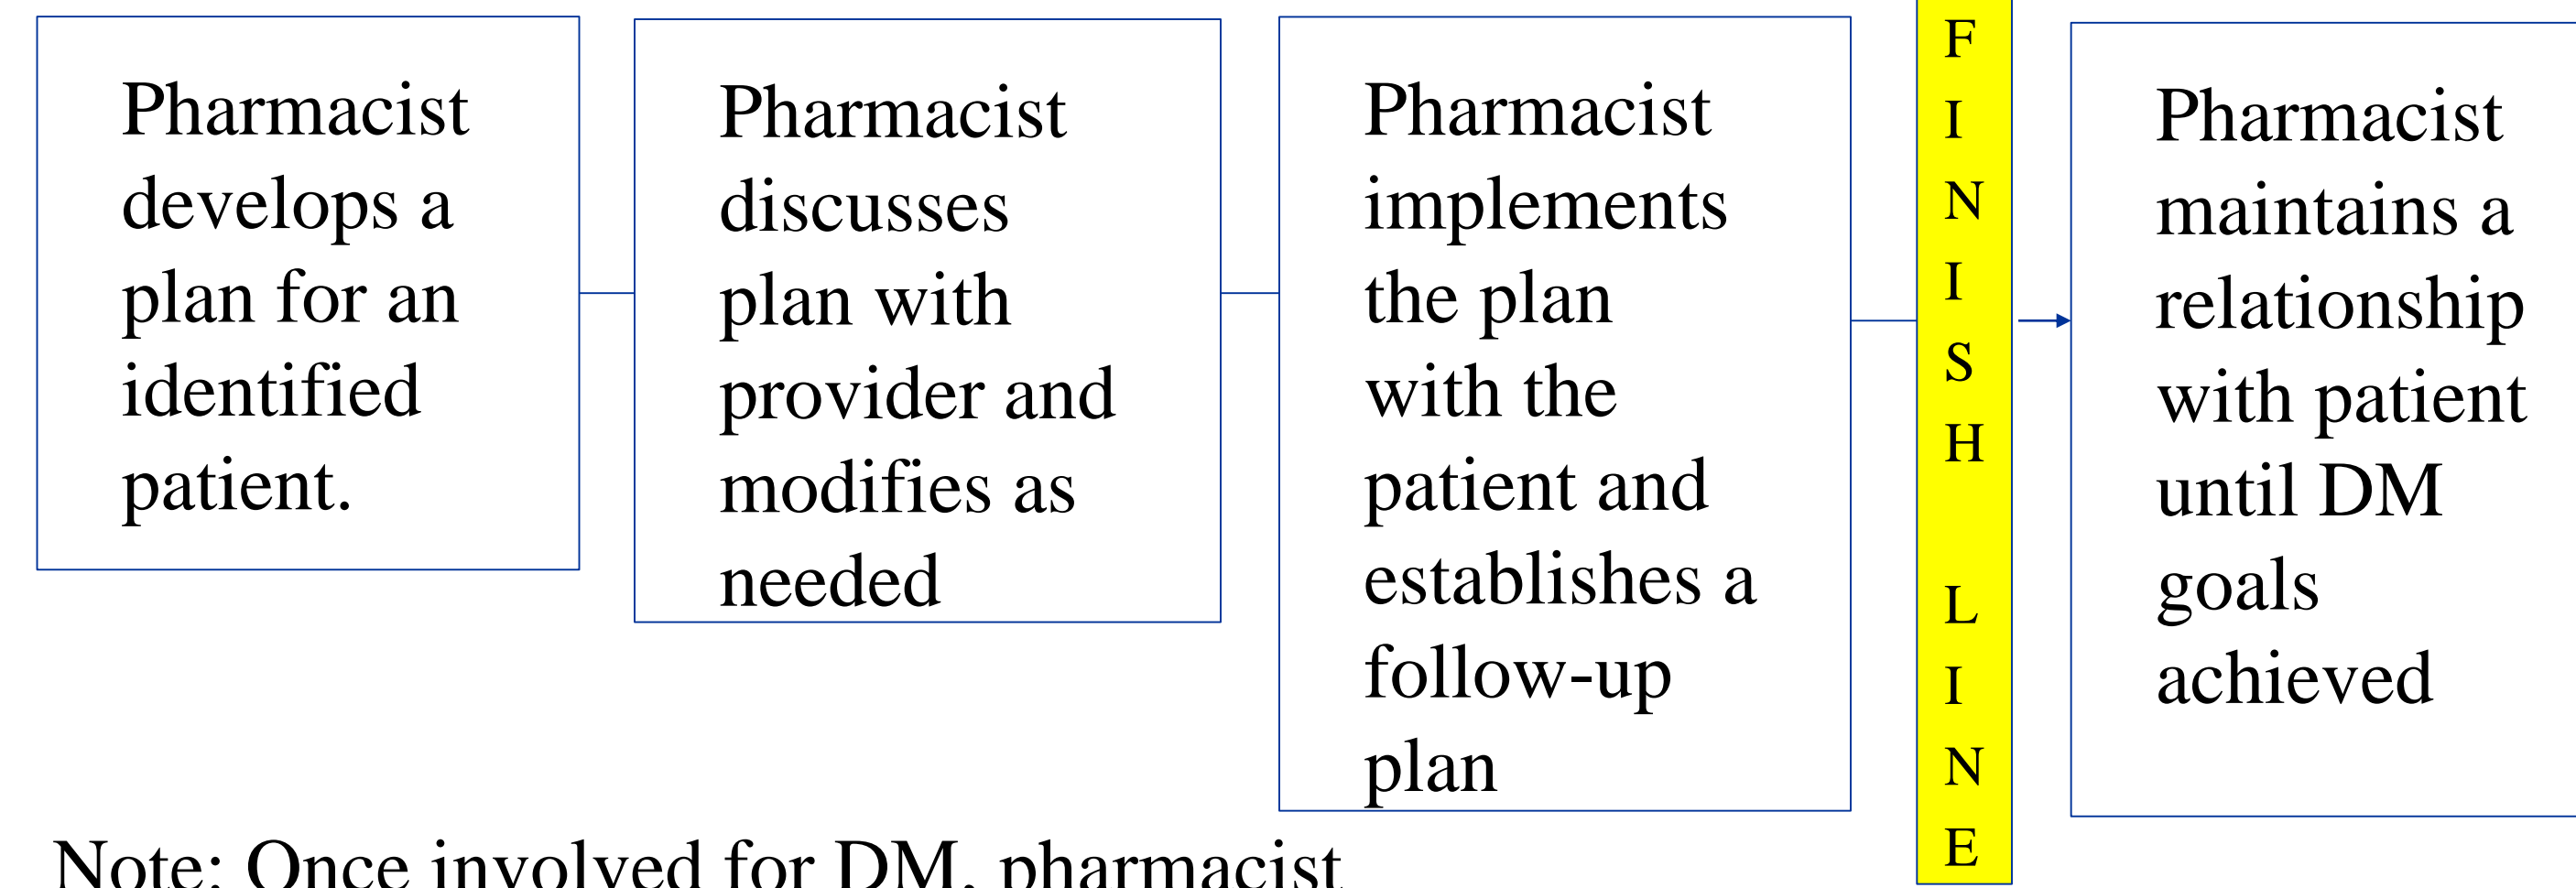 Pharmacist
develops a
plan for an
identified
patient.
Pharmacist
discusses
plan with
provider and
modifies as
needed
Pharmacist
implements
the plan
with the
patient and
establishes a
follow-up
plan
F
I
N
I
S
H
L
I
N
E
Pharmacist
maintains a
relationship
with patient
until DM
goals
achieved
Note: Once involved for DM, pharmacist